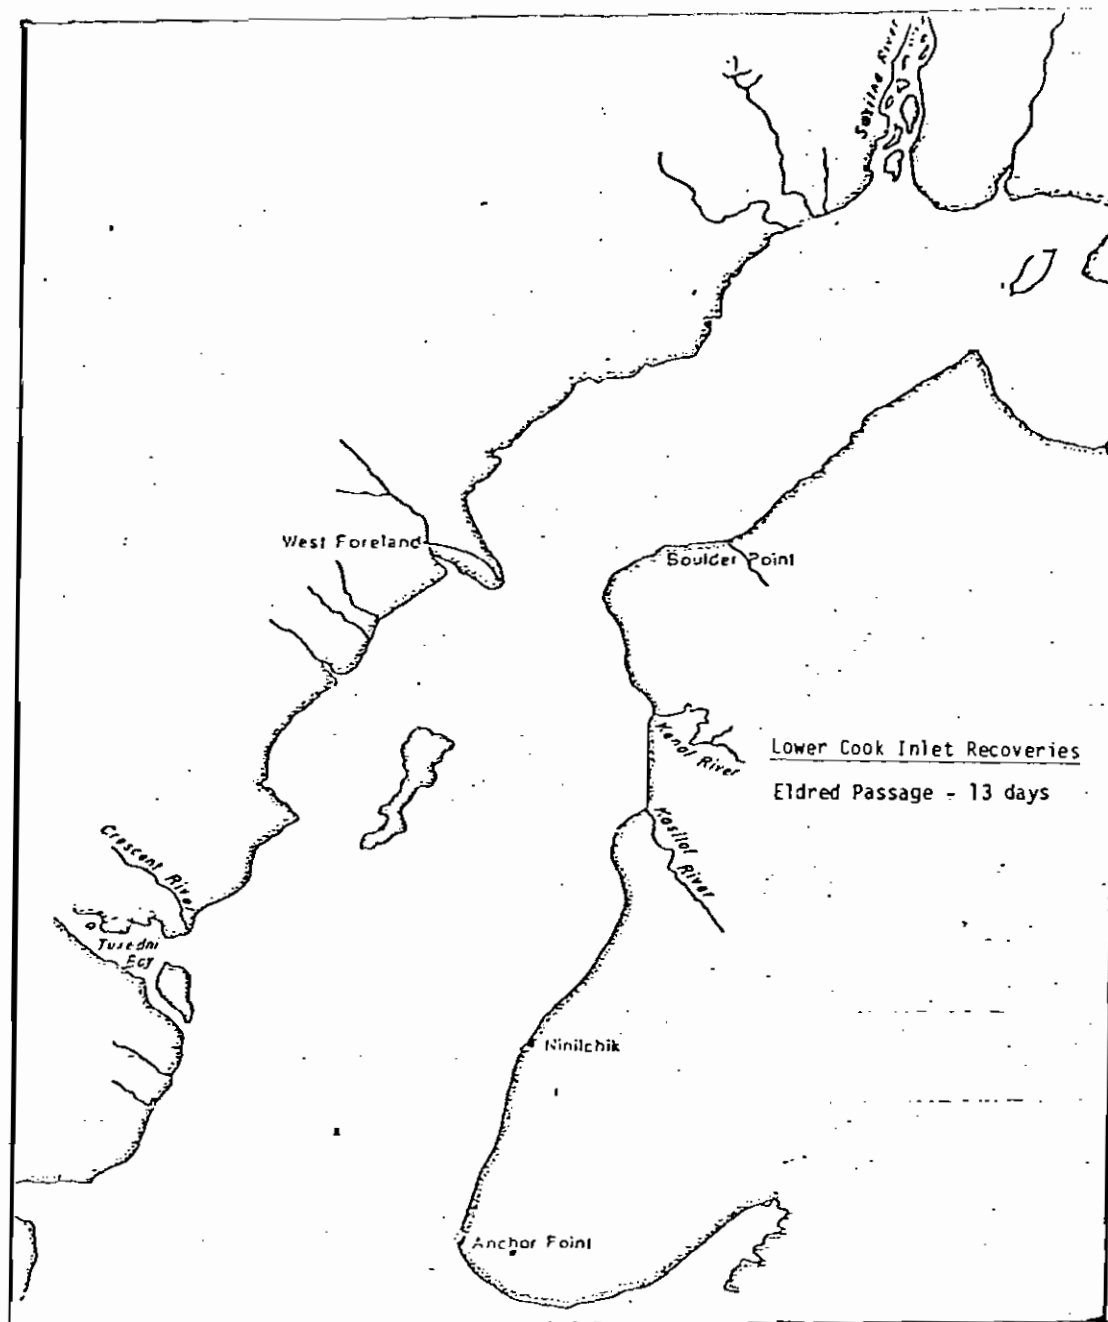 Susitna River
West Foreland
Boulder Point
Kenai River
Lower Cook Inlet Recoveries
Eldred Passage - 13 days
Kasilof River
Crescent River
Tuxedni
Bay
Ninilchik
Anchor Point